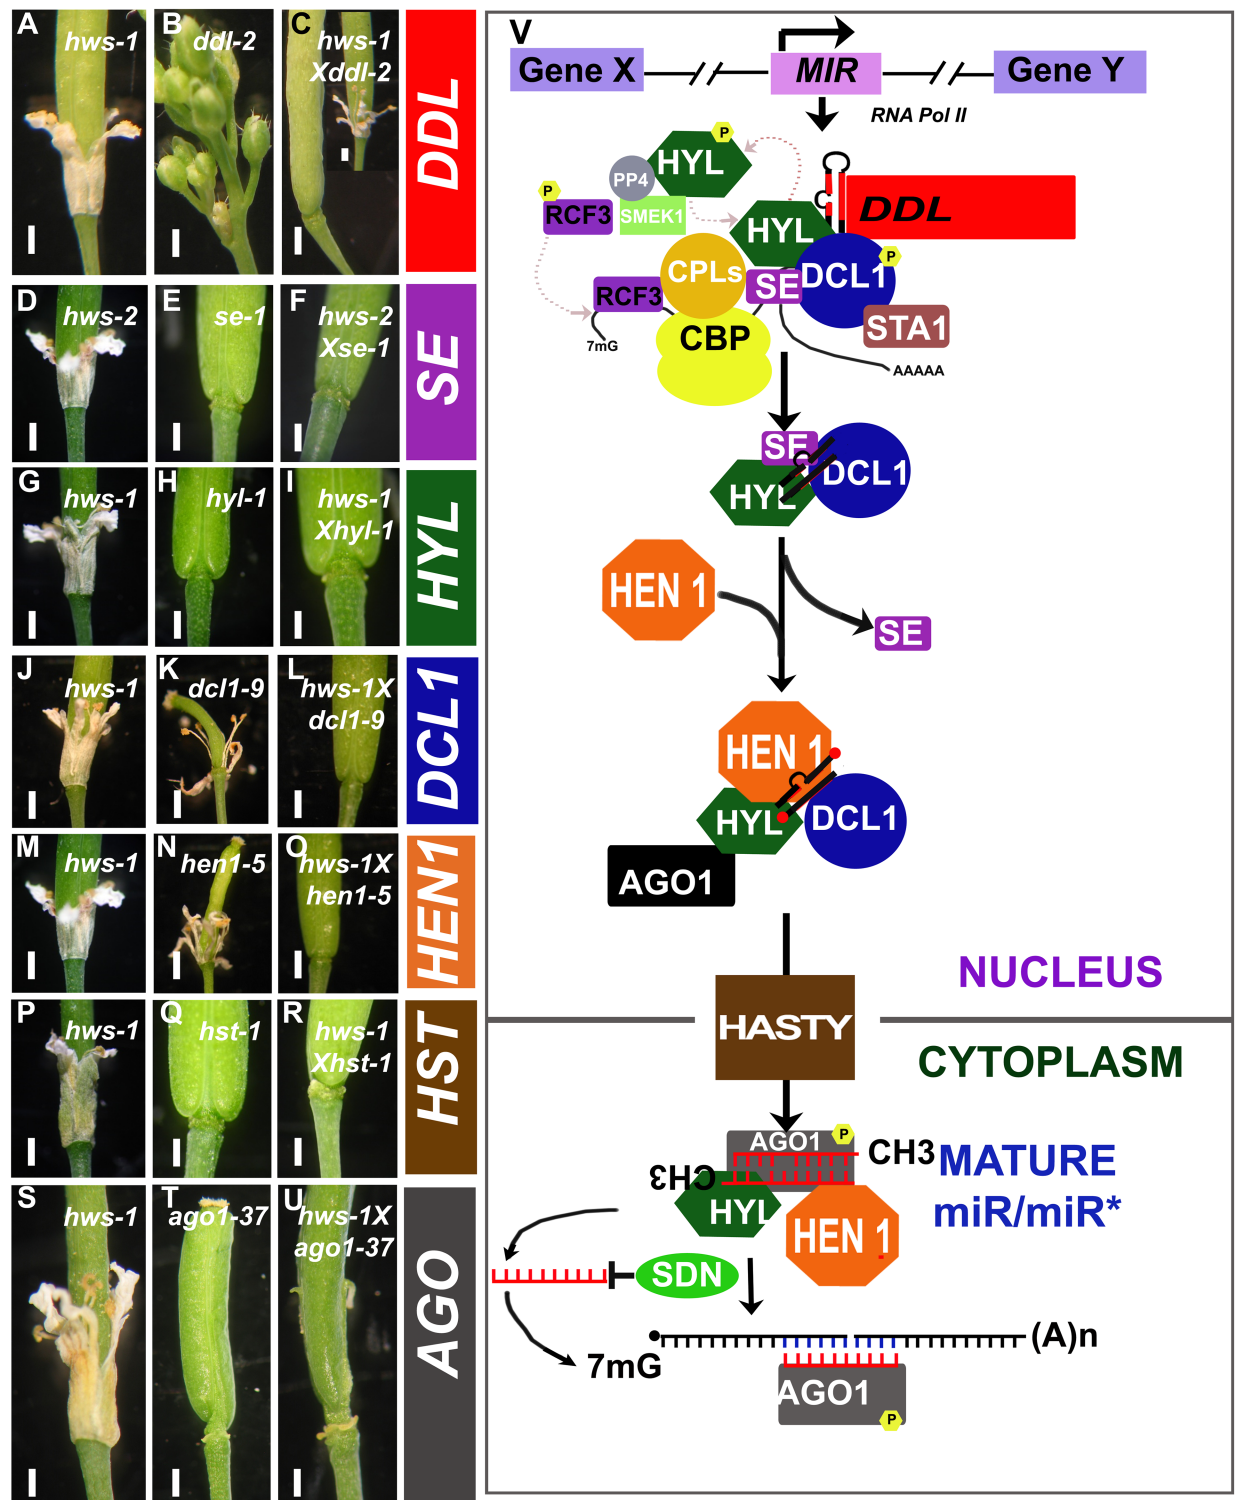 A
hws-1
B
ddl-2
C
hws-1
Xddl-2
DDL
D
hws-2
E
se-1
F
hws-2
Xse-1
SE
G
hws-1
H
hyl-1
I
hws-1
Xhyl-1
HYL
J
hws-1
K
dcl1-9
L
hws-1X
dcl1-9
DCL1
M
hws-1
N
hen1-5
O
hws-1X
hen1-5
HEN1
P
hws-1
Q
hst-1
R
hws-1
Xhst-1
HST
S
hws-1
T
ago1-37
U
hws-1X
ago1-37
AGO
V
Gene X
MIR
Gene Y
RNA Pol II
P
HYL
PP4
P
RCF3
SMEK1
HYL
DDL
CPLs
SE
DCL1
P
RCF3
STA1
7mG
CBP
AAAAA
SE
HYL
DCL1
HEN 1
SE
HEN 1
HYL
DCL1
AGO1
NUCLEUS
HASTY
CYTOPLASM
AGO1
P
CH3
CH3
HYL
HEN 1
MATURE
miR/miR*
SDN
7mG
(A)n
AGO1
P